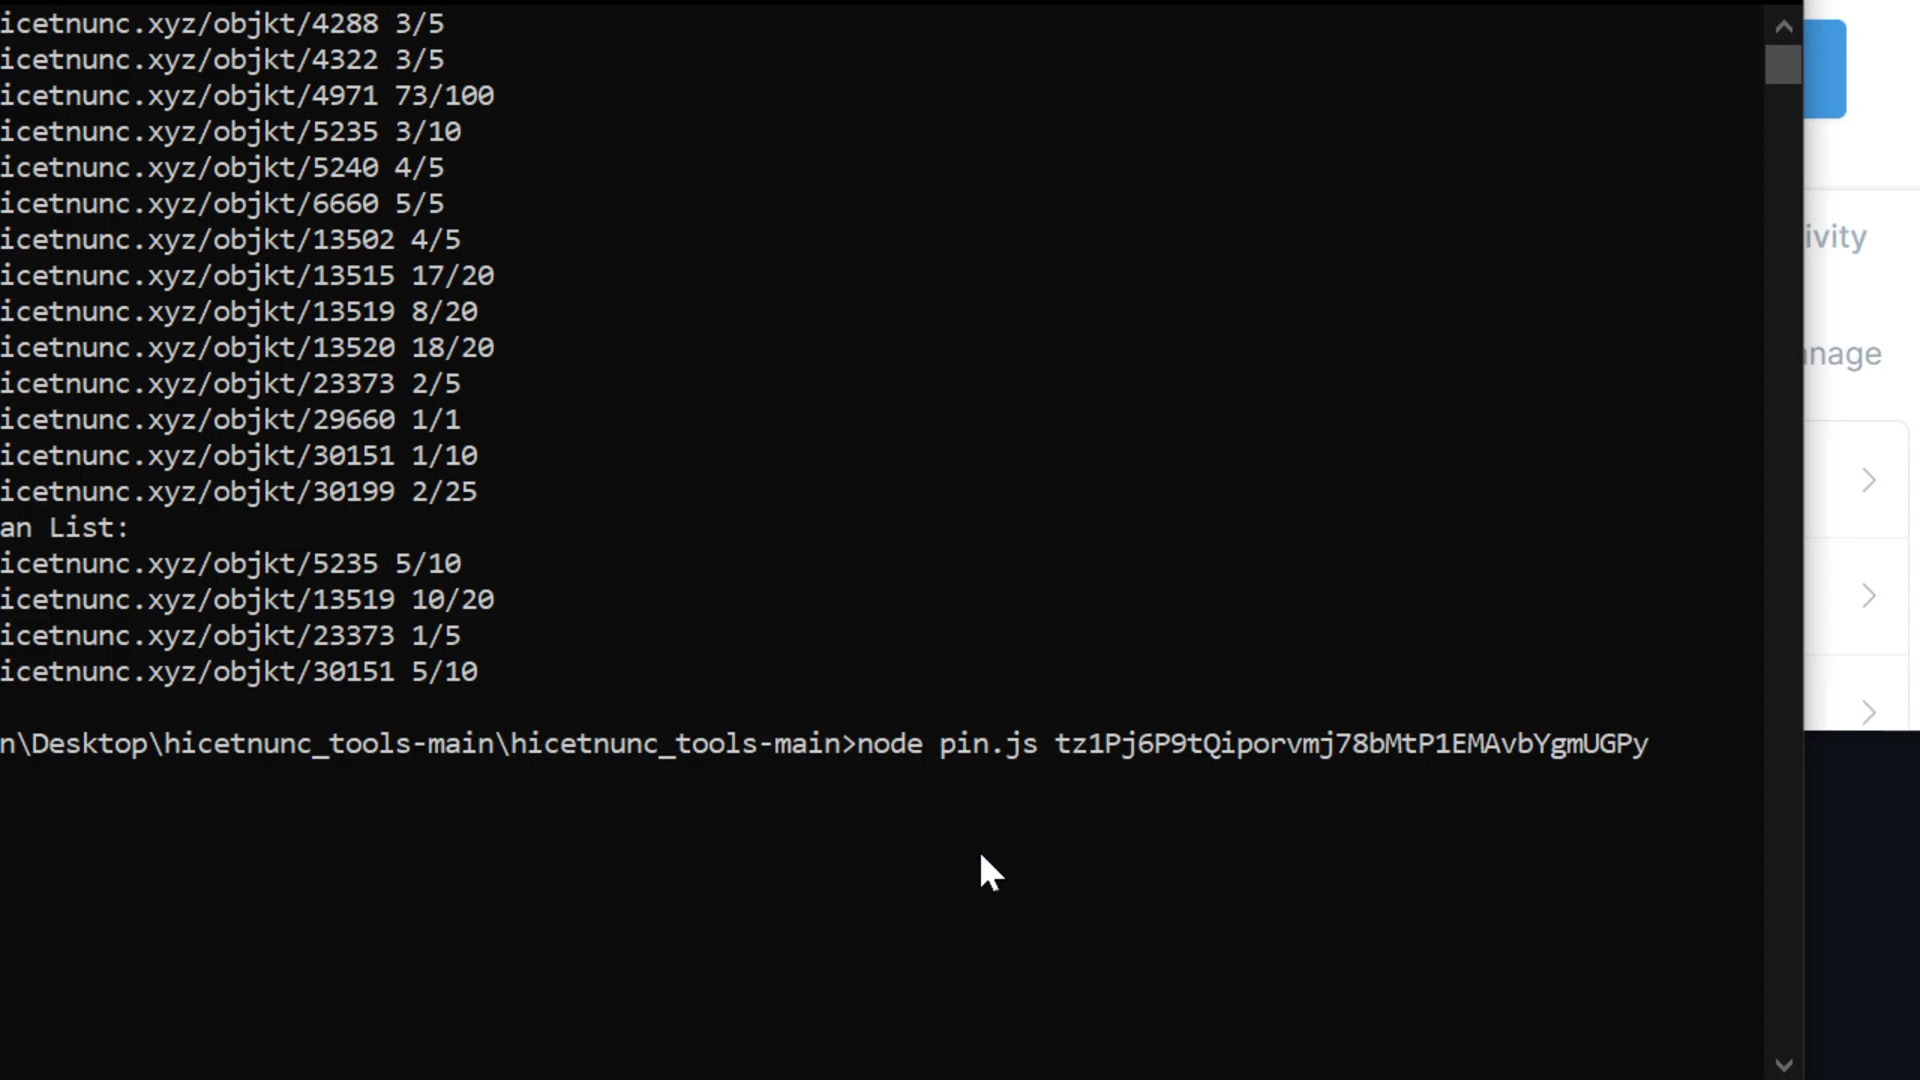 icetnunc.xyz/objkt/4288 3/5
icetnunc.xyz/objkt/4322 3/5
icetnunc.xyz/objkt/4971 73/100
icetnunc.xyz/objkt/5235 3/10
icetnunc.xyz/objkt/5240 4/5
icetnunc.xyz/objkt/6660 5/5
icetnunc.xyz/objkt/13502 4/5
icetnunc.xyz/objkt/13515 17/20
icetnunc.xyz/objkt/13519 8/20
icetnunc.xyz/objkt/13520 18/20
icetnunc.xyz/objkt/23373 2/5
icetnunc.xyz/objkt/29660 1/1
icetnunc.xyz/objkt/30151 1/10
icetnunc.xyz/objkt/30199 2/25
an List:
icetnunc.xyz/objkt/5235 5/10
icetnunc.xyz/objkt/13519 10/20
icetnunc.xyz/objkt/23373 1/5
icetnunc.xyz/objkt/30151 5/10
n\Desktop\hicetnunc_tools-main\hicetnunc_tools-main>node pin.js tz1Pj6P9tQiporvmj78bMtP1EMAvbYgmUGPy
ivity
nage